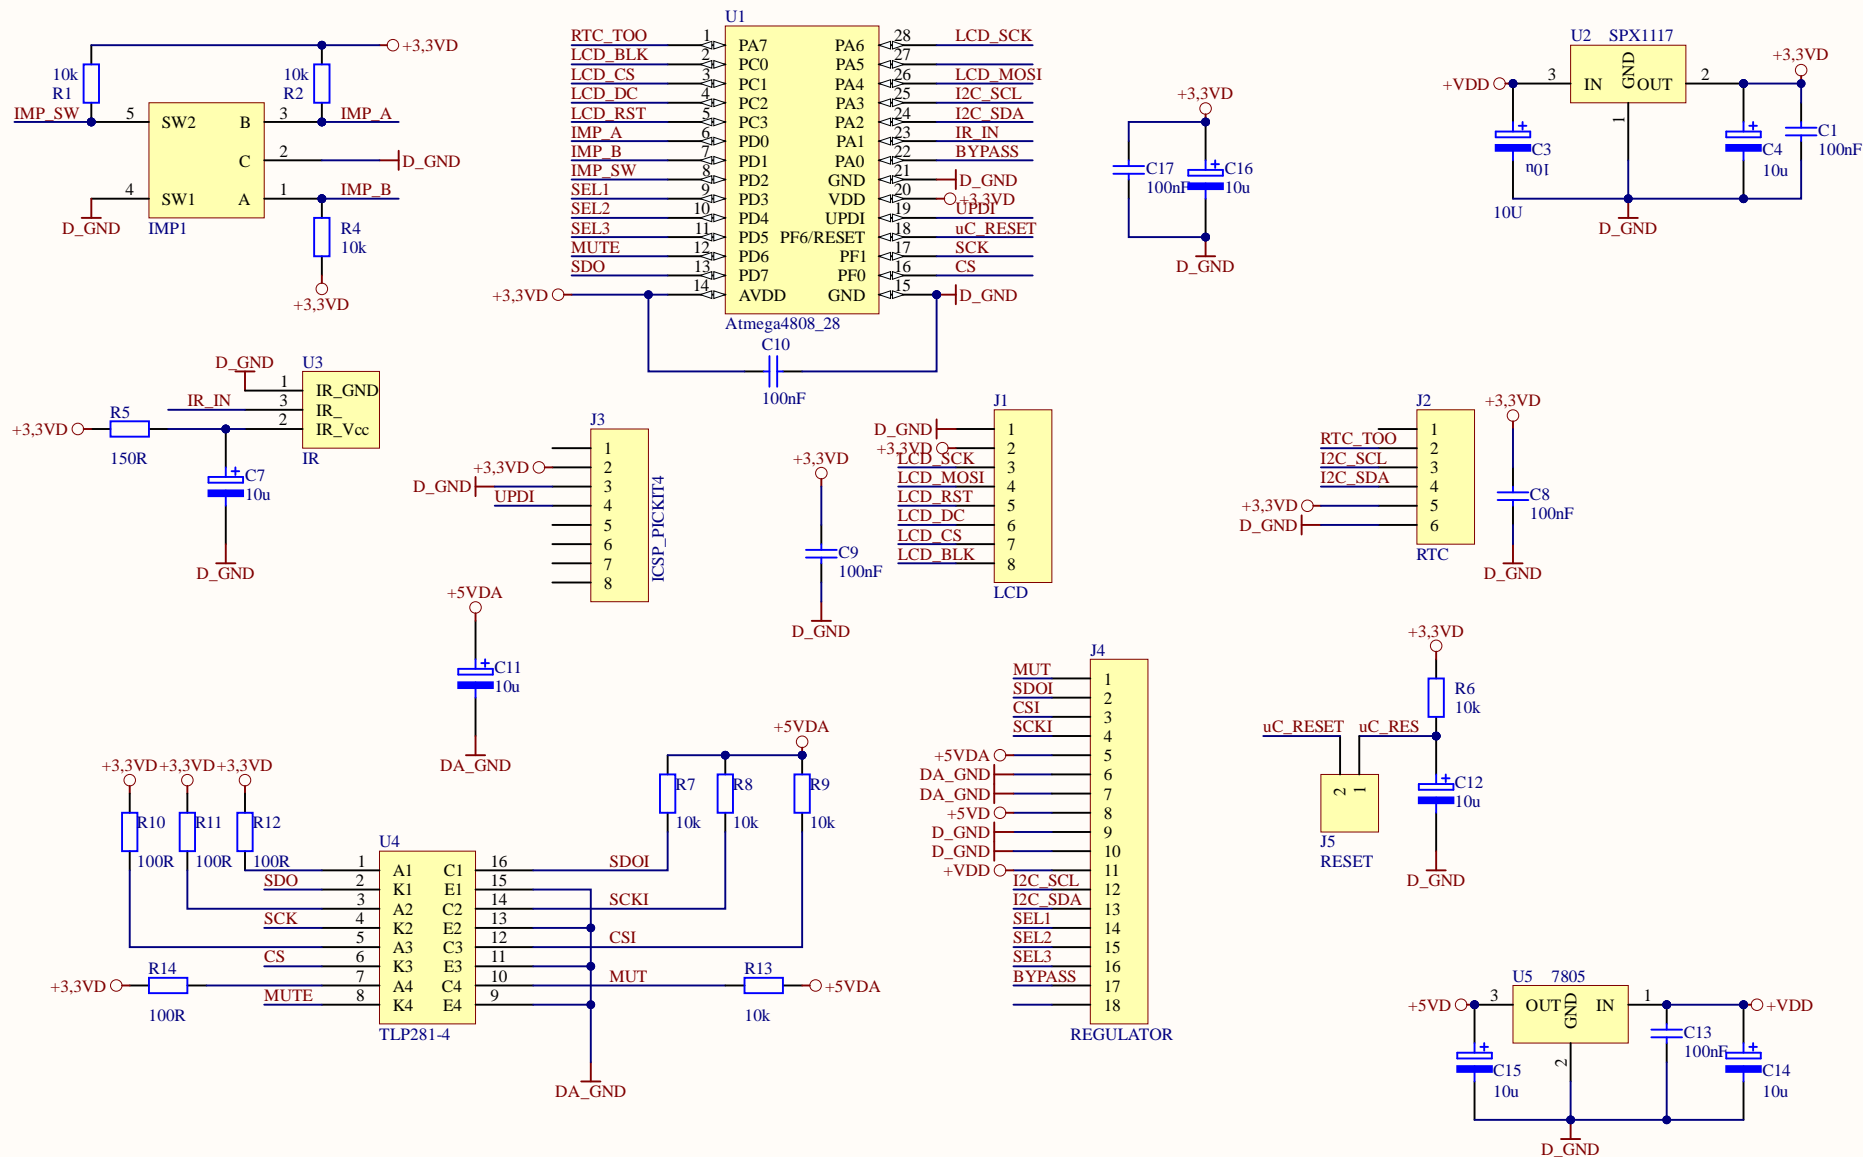 +3,3VD
10k
R1
10k
R2
IMP_SW
5
SW2
B
3
IMP_A
C
2
D_GND
4
SW1
A
1
IMP_B
D_GND
IMP1
R4
10k
+3,3VD
U1
RTC_TOO 1 PA7 PA6 28 LCD_SCK
LCD_BLK 2 PC0 PA5 27
LCD_CS 3 PC1 PA4 26 LCD_MOSI
LCD_DC 4 PC2 PA3 25 I2C_SCL
LCD_RST 5 PC3 PA2 24 I2C_SDA
IMP_A 6 PD0 PA1 23 IR_IN
IMP_B 7 PD1 PA0 22 BYPASS
IMP_SW 8 PD2 GND 21 D_GND
SEL1 9 PD3 VDD 20 +3,3VD
SEL2 10 PD4 UPDI 19 UPDI
SEL3 11 PD5 PF6/RESET 18 uC_RESET
MUTE 12 PD6 PF1 17 SCK
SDO 13 PD7 PF0 16 CS
+3,3VD 14 AVDD GND 15 D_GND
Atmega4808_28
C10
100nF
+3,3VD
C17
100nF
C16
10u
D_GND
U2 SPX1117
+3,3VD
+VDD 3 IN GND OUT 2
1
C3
10u
10U
C4
10u
C1
100nF
D_GND
D_GND
U3
1 IR_GND
IR_IN 3 IR_
+3,3VD R5 2 IR_Vcc
150R
IR
C7
10u
D_GND
J3
1
+3,3VD 2
D_GND 3
UPDI 4
5
6
7
8
ICSP_PICKIT4
+3,3VD
C9
100nF
D_GND
J1
D_GND 1
+3,3VD 2
LCD_SCK 3
LCD_MOSI 4
LCD_RST 5
LCD_DC 6
LCD_CS 7
LCD_BLK 8
LCD
J2
1
RTC_TOO 2
I2C_SCL 3
I2C_SDA 4
+3,3VD 5
D_GND 6
RTC
+3,3VD
C8
100nF
D_GND
+5VDA
C11
10u
DA_GND
J4
MUT 1
SDOI 2
CSI 3
SCKI 4
+5VDA 5
DA_GND 6
DA_GND 7
+5VD 8
D_GND 9
D_GND 10
+VDD 11
I2C_SCL 12
I2C_SDA 13
SEL1 14
SEL2 15
SEL3 16
BYPASS 17
18
REGULATOR
+3,3VD
R6
10k
uC_RESET
uC_RES
2
1
J5
RESET
C12
10u
D_GND
+3,3VD +3,3VD +3,3VD
R10
R11
R12
100R
100R
100R
+5VDA
R7
R8
R9
10k
10k
10k
U4
1 A1 C1 16 SDOI
SDO 2 K1 E1 15
3 A2 C2 14 SCKI
SCK 4 K2 E2 13
5 A3 C3 12 CSI
CS 6 K3 E3 11
+3,3VD R14 7 A4 C4 10 MUT R13 +5VDA
MUTE 8 K4 E4 9
100R
10k
TLP281-4
DA_GND
U5 7805
+5VD 3 OUT GND IN 1 +VDD
2
C15
10u
C13
100nF
C14
10u
D_GND